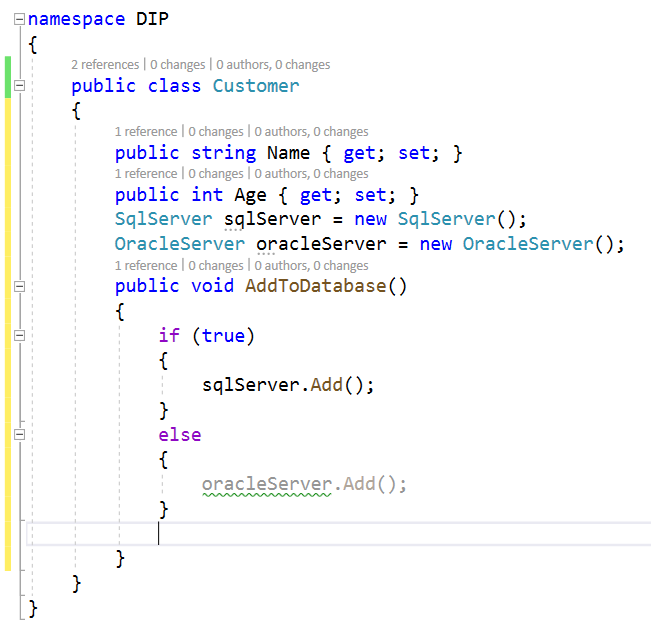 namespace DIP
{
2 references | 0 changes | 0 authors, 0 changes
public class Customer
{
1 reference | 0 changes | 0 authors, 0 changes
public string Name { get; set; }
1 reference | 0 changes | 0 authors, 0 changes
public int Age { get; set; }
SqlServer sqlServer = new SqlServer();
OracleServer oracleServer = new OracleServer();
1 reference | 0 changes | 0 authors, 0 changes
public void AddToDatabase()
{
if (true)
{
sqlServer.Add();
}
else
{
oracleServer.Add();
}
}
}
}